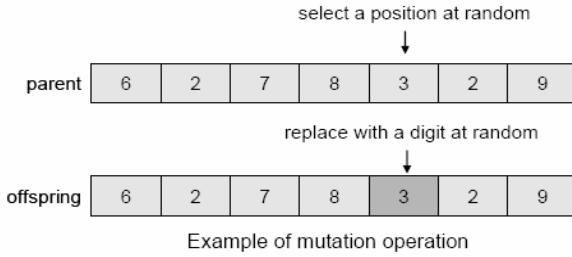 select a position at random
parent 6 2 7 8 3 2 9
replace with a digit at random
offspring 6 2 7 8 3 2 9
Example of mutation operation